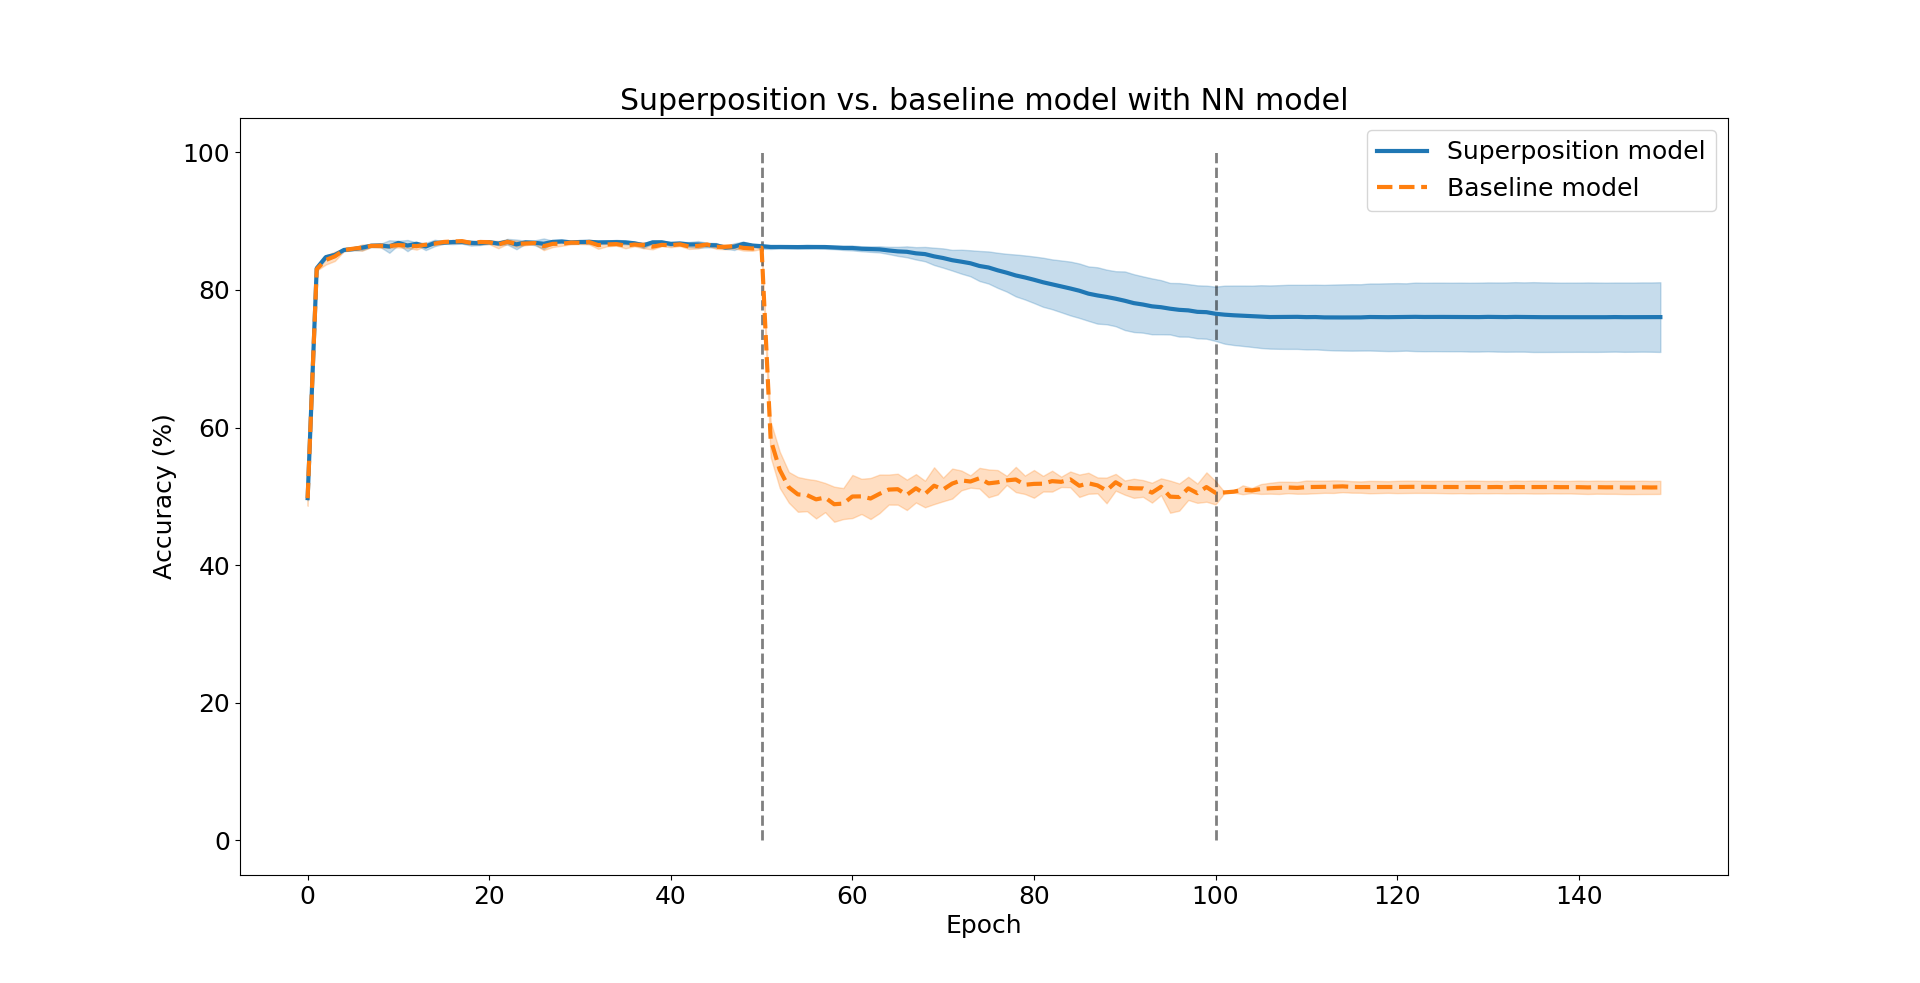 Superposition vs. baseline model with NN model
Superposition model
Baseline model
Accuracy (%)
100
80
60
40
20
0
0 20 40 60 80 100 120 140
Epoch